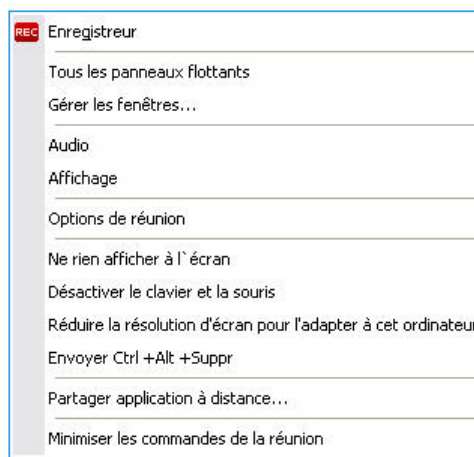 REC Enregistreur
Tous les panneaux flottants
Gérer les fenêtres...
Audio
Affichage
Options de réunion
Ne rien afficher à l`écran
Désactiver le clavier et la souris
Réduire la résolution d'écran pour l'adapter à cet ordinateur
Envoyer Ctrl +Alt +Suppr
Partager application à distance...
Minimiser les commandes de la réunion